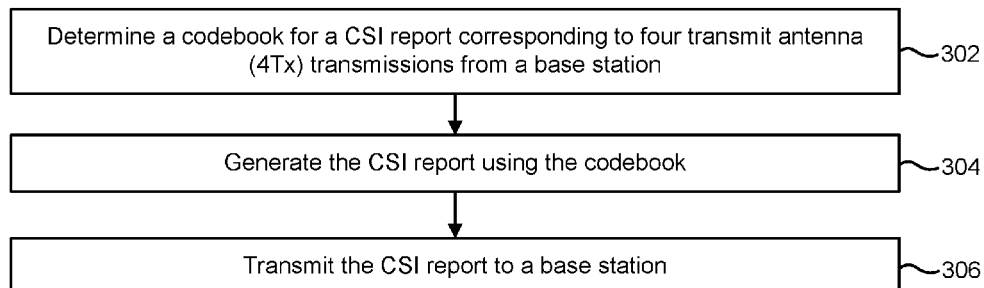 Determine a codebook for a CSI report corresponding to four transmit antenna
(4Tx) transmissions from a base station
302
Generate the CSI report using the codebook
304
Transmit the CSI report to a base station
306